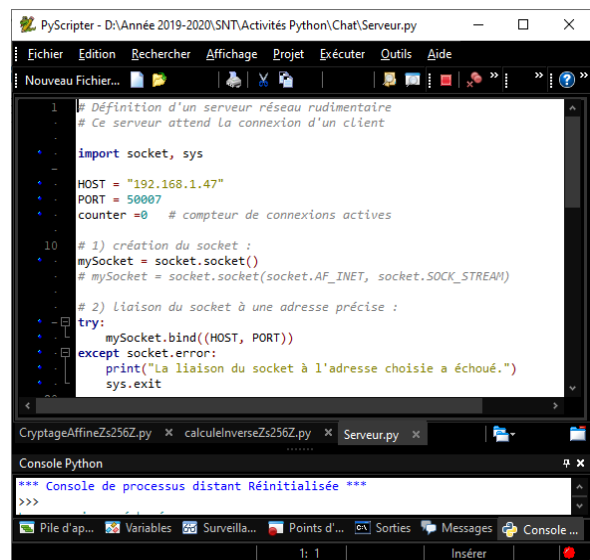 PyScripter - D:\Année 2019-2020\SNT\Activités Python\Chat\Serveur.py
Fichier Edition Rechercher Affichage Projet Exécuter Outils Aide
Nouveau Fichier...
1 # Définition d'un serveur réseau rudimentaire
# Ce serveur attend la connexion d'un client
import socket, sys
HOST = "192.168.1.47"
PORT = 50007
counter =0 # compteur de connexions actives
10 # 1) création du socket :
mySocket = socket.socket()
# mySocket = socket.socket(socket.AF_INET, socket.SOCK_STREAM)
# 2) liaison du socket à une adresse précise :
try:
mySocket.bind((HOST, PORT))
except socket.error:
print("La liaison du socket à l'adresse choisie a échoué.")
sys.exit
CryptageAffineZs256Z.py calculeInverseZs256Z.py Serveur.py
Console Python
*** Console de processus distant Réinitialisée ***
>>>
Pile d'ap... Variables Surveilla... Points d'... Sorties Messages Console ...
1: 1 Insérer